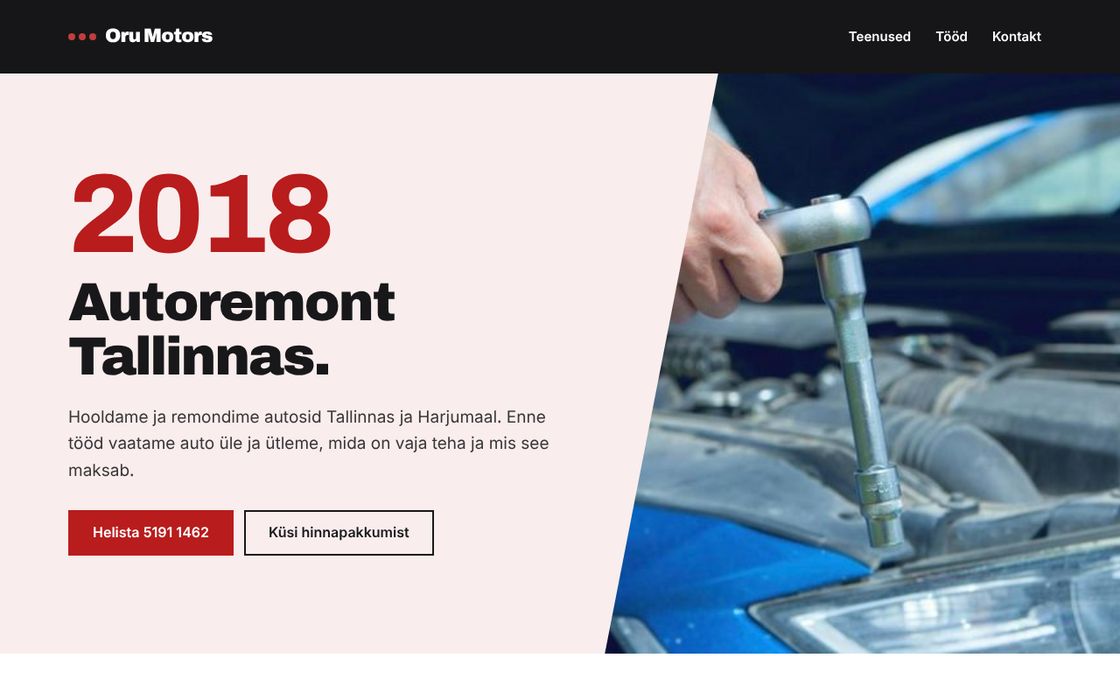 Oru Motors
Teenused Tööd Kontakt
2018
Autoremont
Tallinnas.
Hooldame ja remondime autosid Tallinnas ja Harjumaal. Enne
tööd vaatame auto üle ja ütleme, mida on vaja teha ja mis see
maksab.
Helista 5191 1462
Küsi hinnapakkumist